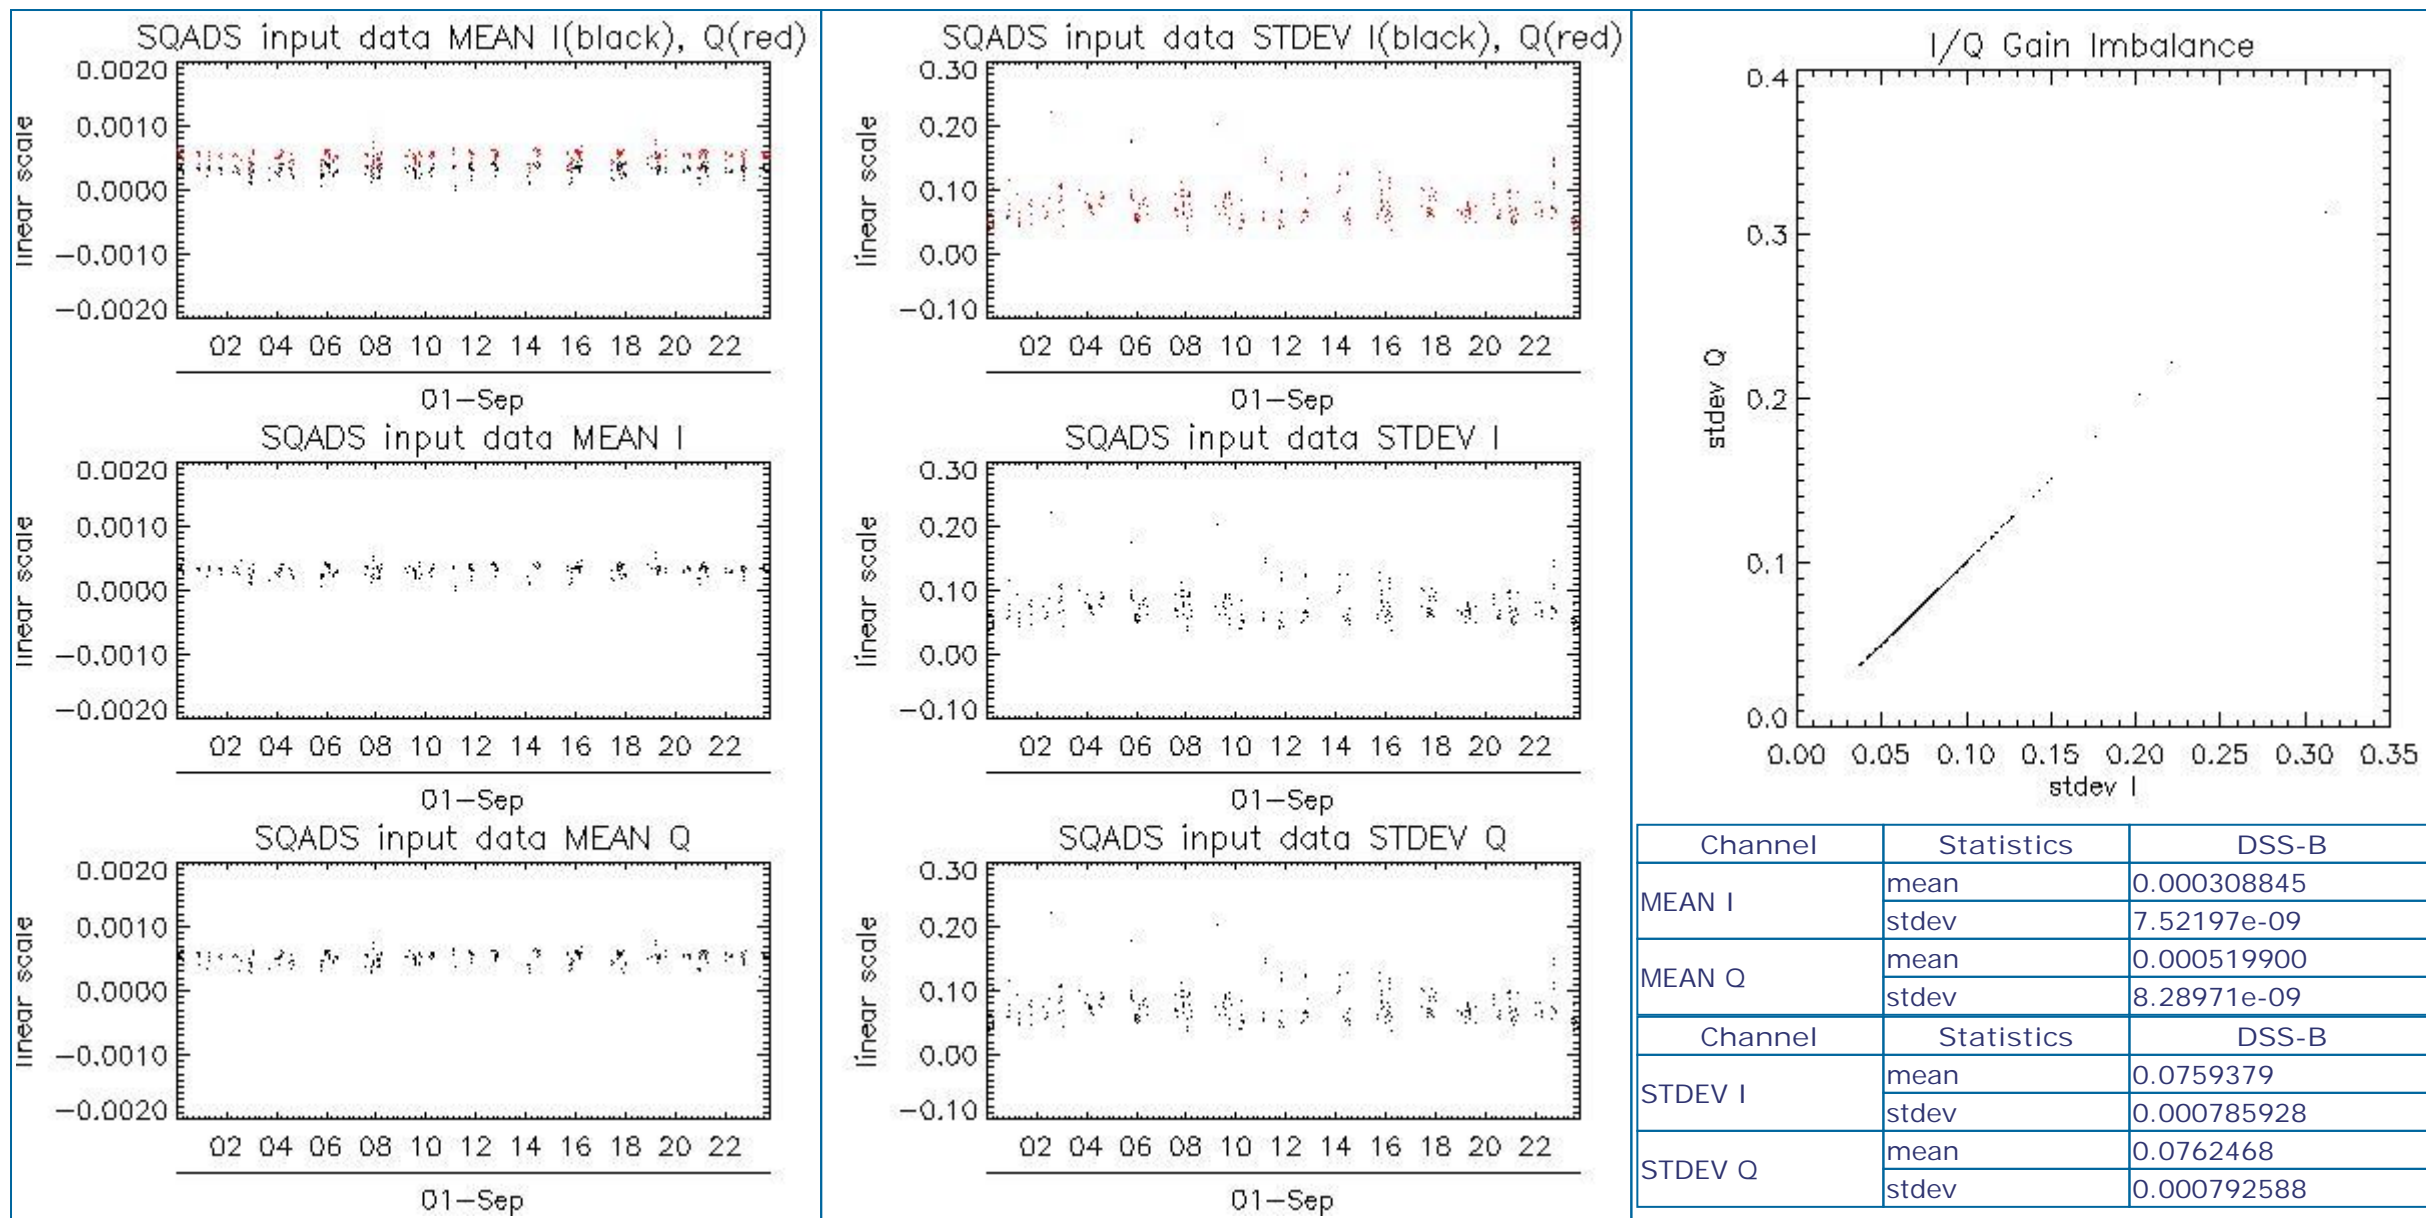 SQADS input data MEAN I(black), Q(red)
0.0020
0.0010
0.0000
-0.0010
-0.0020
linear scale
02 04 06 08 10 12 14 16 18 20 22
01-Sep
SQADS input data MEAN I
0.0020
0.0010
0.0000
-0.0010
-0.0020
linear scale
02 04 06 08 10 12 14 16 18 20 22
01-Sep
SQADS input data MEAN Q
0.0020
0.0010
0.0000
-0.0010
-0.0020
linear scale
02 04 06 08 10 12 14 16 18 20 22
01-Sep
SQADS input data STDEV I(black), Q(red)
0.30
0.20
0.10
0.00
-0.10
linear scale
02 04 06 08 10 12 14 16 18 20 22
01-Sep
SQADS input data STDEV I
0.30
0.20
0.10
0.00
-0.10
linear scale
02 04 06 08 10 12 14 16 18 20 22
01-Sep
SQADS input data STDEV Q
0.30
0.20
0.10
0.00
-0.10
linear scale
02 04 06 08 10 12 14 16 18 20 22
01-Sep
I/Q Gain Imbalance
0.4
0.3
0.2
0.1
0.0
stdev Q
0.00 0.05 0.10 0.15 0.20 0.25 0.30 0.35
stdev I
Channel Statistics DSS-B
MEAN I mean 0.000308845
stdev 7.52197e-09
MEAN Q mean 0.000519900
stdev 8.28971e-09
Channel Statistics DSS-B
STDEV I mean 0.0759379
stdev 0.000785928
STDEV Q mean 0.0762468
stdev 0.000792588